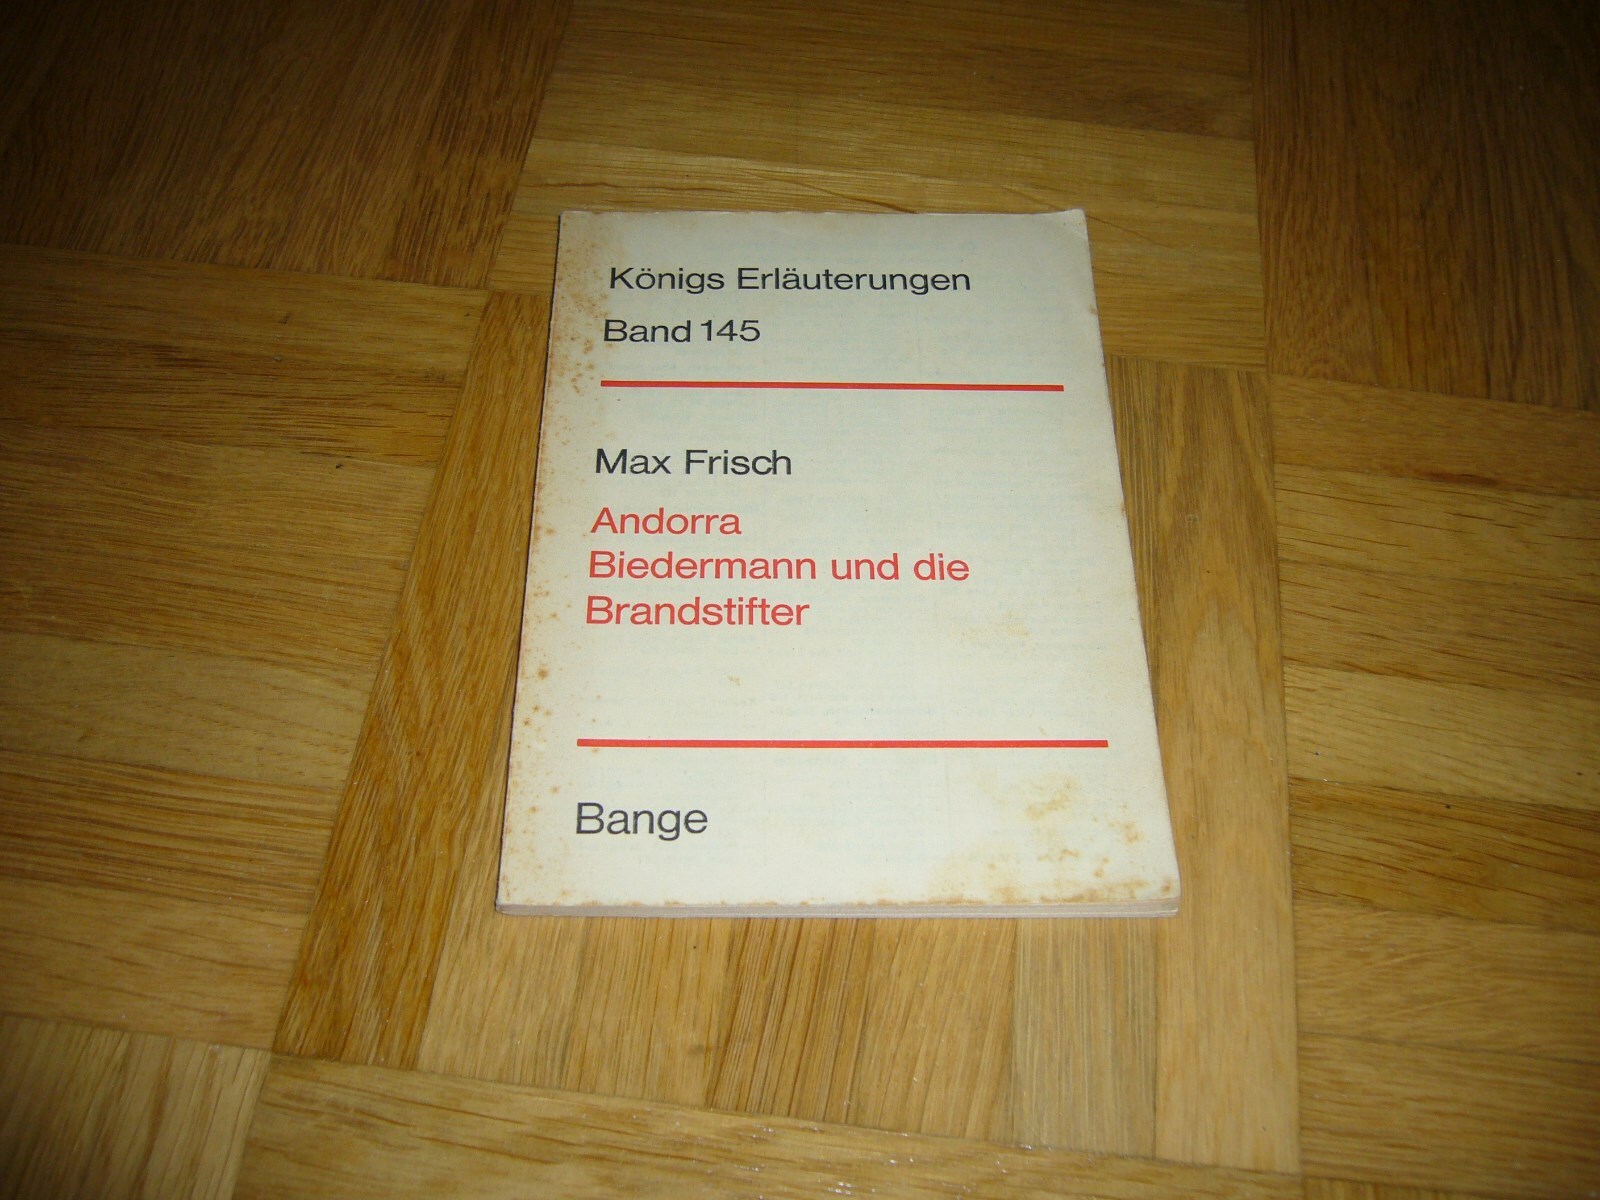 Königs Erläuterungen
Band 145
Max Frisch
Andorra
Biedermann und die
Brandstifter
Bange